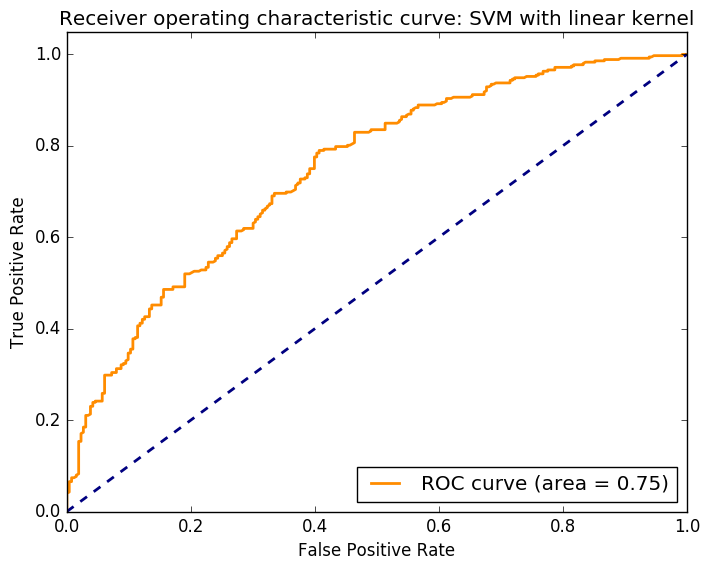 Receiver operating characteristic curve: SVM with linear kernel
1.0
0.8
0.6
0.4
0.2
0.0
True Positive Rate
ROC curve (area = 0.75)
0.0 0.2 0.4 0.6 0.8 1.0
False Positive Rate